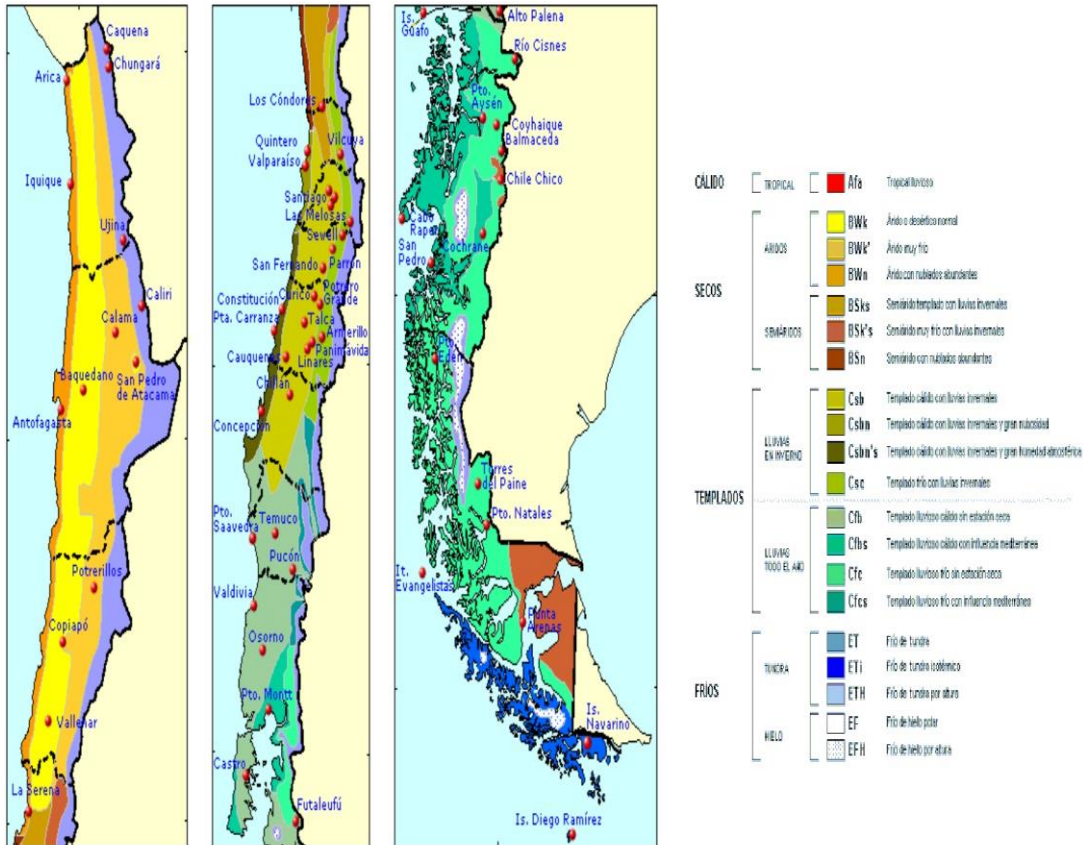 Caquena
Chungará
Arica
Iquique
Ujina
Caliri
Calama
Baquedano
San Pedro
de Atacama
Antofagasta
Potrerillos
Copiapó
Vallenar
La Serena
Los Cóndores
Quintero
Vilcuya
Valparaíso
Santiago
Las Melosas
Sewell
San Fernando
Parrón
Constitución
Curicó
Potrero
Grande
Pta. Carranza
Talca
Armerillo
Cauquenes
Linares
Panimavida
Chillán
Concepción
Pto.
Saavedra
Temuco
Pucón
Valdivia
Osorno
Pto. Montt
Castro
Futaleufú
Is.
Guafo
Alto Palena
Río Cisnes
Pto.
Aysén
Coyhaique
Balmaceda
Chile Chico
Cabo
Raper
San
Pedro
Cochrane
Pto.
Eden
Torres
del Paine
Pto. Natales
It.
Evangelistas
Punta
Arenas
Is.
Navarino
Is. Diego Ramírez
CÁLIDO
TROPICAL
Afa Tropical lluvioso
SECOS
ÁRIDOS
BWk Árido o desértico normal
BWk' Árido muy frío
BWn Árido con nublados abundantes
SEMIÁRIDOS
BSks Semiárido templado con lluvias invernales
BSk's Semiárido muy frío con lluvias invernales
BSn Semiárido con nublados abundantes
TEMPLADOS
LLUVIAS
EN INVIERNO
Csb Templado cálido con lluvias invernales
Csbn Templado cálido con lluvias invernales y gran nubosidad
Csbn's Templado cálido con lluvias invernales y gran humedad atmosférica
Csc Templado frío con lluvias invernales
LLUVIAS
TODO EL AÑO
Cfb Templado lluvioso cálido sin estación seca
Cfbs Templado lluvioso cálido con influencia mediterránea
Cfc Templado lluvioso frío sin estación seca
Cfcs Templado lluvioso frío con influencia mediterránea
FRÍOS
TUNDRA
ET Frío de tundra
ETi Frío de tundra isotérmico
ETH Frío de tundra por altura
HIELO
EF Frío de hielo polar
EFH Frío de hielo por altura